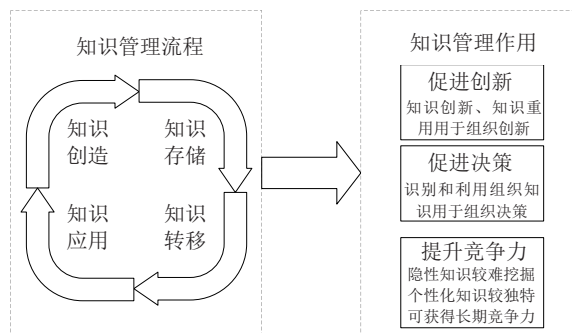 知识管理流程
知识
创造
知识
存储
知识
应用
知识
转移
知识管理作用
促进创新
知识创新、知识重
用用于组织创新
促进决策
识别和利用组织知
识用于组织决策
提升竞争力
隐性知识较难挖掘
个性化知识较独特
可获得长期竞争力